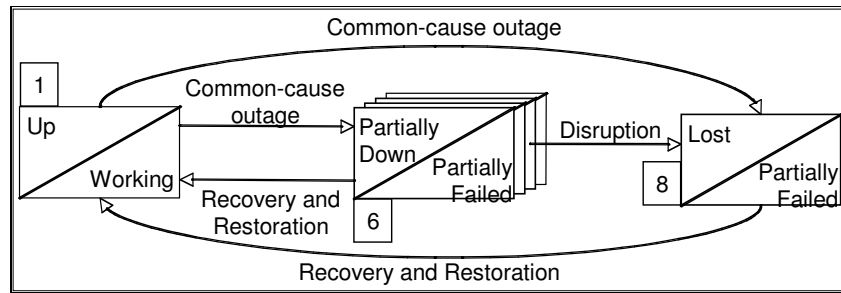 Common-cause outage
1
Up
Working
Common-cause
outage
Recovery and
Restoration
Partially
Down
Partially
Failed
6
Disruption
Lost
Partially
Failed
8
Recovery and Restoration